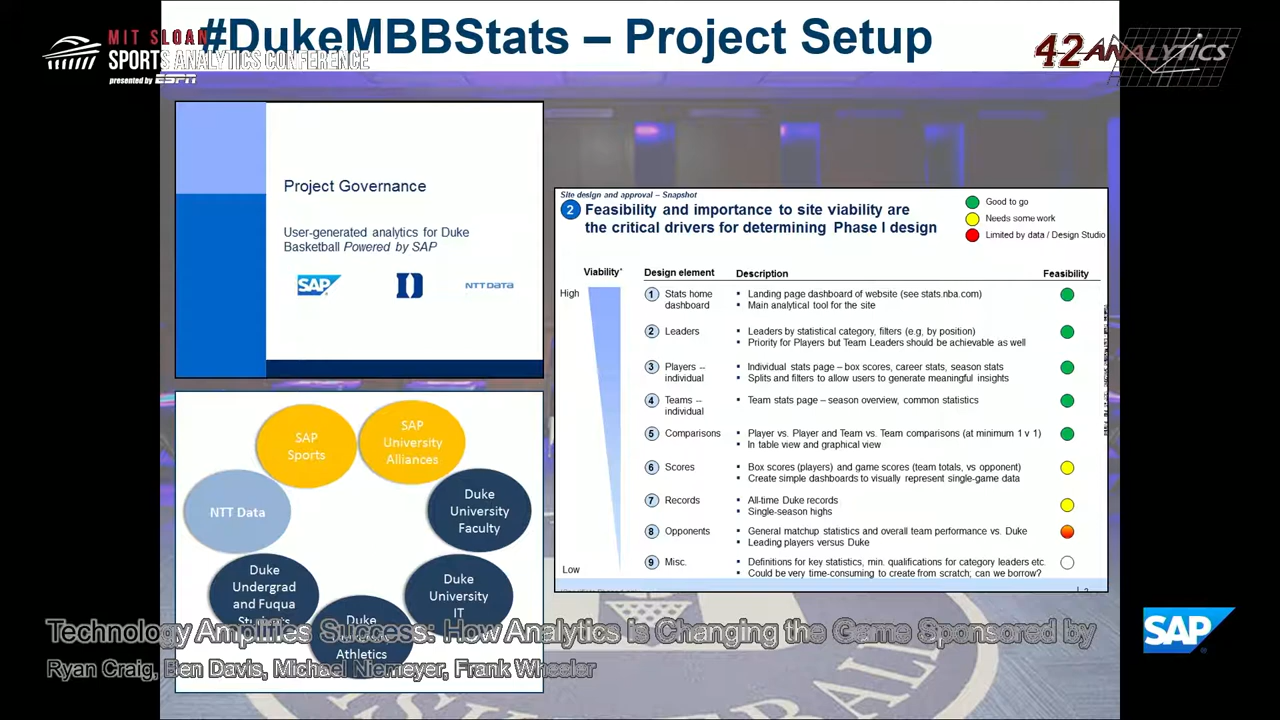 #DukeMBBStats – Project Setup
MIT SLOAN
SPORTS ANALYTICS CONFERENCE
presented by ESPN
42 ANALYTICS
Project Governance
User-generated analytics for Duke
Basketball Powered by SAP
SAP
D
NTT DATA
SAP
Sports
SAP
University
Alliances
NTT Data
Duke
University
Faculty
Duke
Undergrad
and Fuqua
Students
Duke
University
IT
Duke
Athletics
Site design and approval – Snapshot
2 Feasibility and importance to site viability are
the critical drivers for determining Phase I design
Good to go
Needs some work
Limited by data / Design Studio
Viability* Design element Description Feasibility
High
1 Stats home
dashboard
▪ Landing page dashboard of website (see stats.nba.com)
▪ Main analytical tool for the site
2 Leaders
▪ Leaders by statistical category, filters (e.g, by position)
▪ Priority for Players but Team Leaders should be achievable as well
3 Players --
individual
▪ Individual stats page – box scores, career stats, season stats
▪ Splits and filters to allow users to generate meaningful insights
4 Teams --
individual
▪ Team stats page – season overview, common statistics
5 Comparisons
▪ Player vs. Player and Team vs. Team comparisons (at minimum 1 v 1)
▪ In table view and graphical view
6 Scores
▪ Box scores (players) and game scores (team totals, vs opponent)
▪ Create simple dashboards to visually represent single-game data
7 Records
▪ All-time Duke records
▪ Single-season highs
8 Opponents
▪ General matchup statistics and overall team performance vs. Duke
▪ Leading players versus Duke
9 Misc.
▪ Definitions for key statistics, min. qualifications for category leaders etc.
▪ Could be very time-consuming to create from scratch; can we borrow?
Low
Technology Amplifies Success: How Analytics Is Changing the Game Sponsored by
Ryan Craig, Ben Davis, Michael Niemeyer, Frank Wheeler
SAP